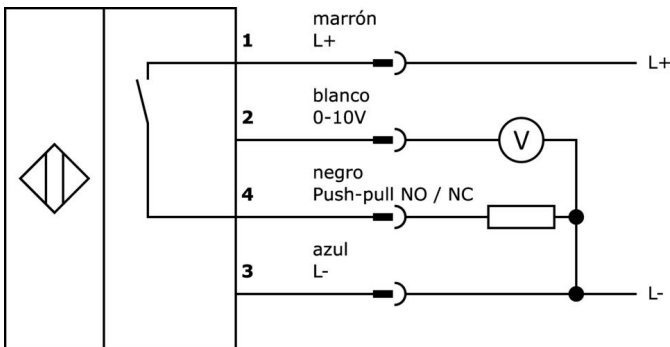 marrón
1 L+
L+
blanco
2 0-10V
V
negro
4 Push-pull NO / NC
azul
3 L-
L-